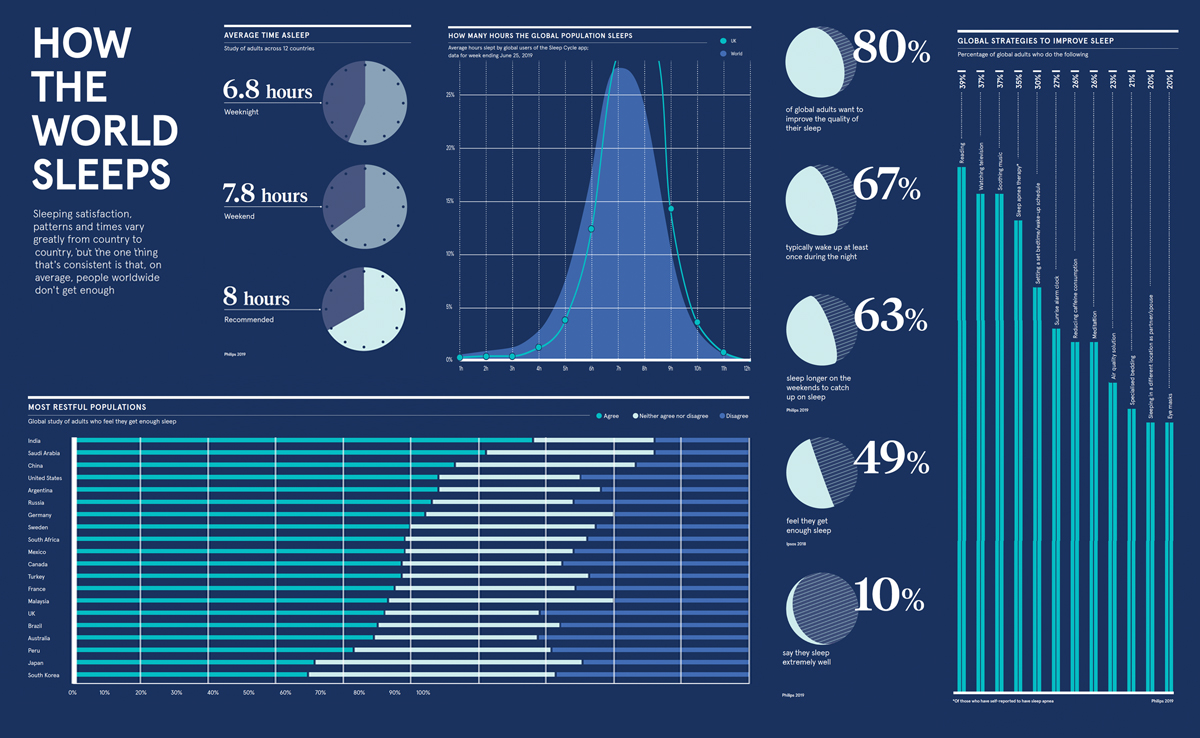 HOW
THE
WORLD
SLEEPS
Sleeping satisfaction,
patterns and times vary
greatly from country to
country, but the one thing
that's consistent is that, on
average, people worldwide
don't get enough
AVERAGE TIME ASLEEP
Study of adults across 12 countries
6.8 hours
Weeknight
7.8 hours
Weekend
8 hours
Recommended
Philips 2019
HOW MANY HOURS THE GLOBAL POPULATION SLEEPS
Average hours slept by global users of the Sleep Cycle app;
data for week ending June 25, 2019
UK
World
25%
20%
15%
10%
5%
0%
1h 2h 3h 4h 5h 6h 7h 8h 9h 10h 11h 12h
MOST RESTFUL POPULATIONS
Global study of adults who feel they get enough sleep
Agree Neither agree nor disagree Disagree
India
Saudi Arabia
China
United States
Argentina
Russia
Germany
Sweden
South Africa
Mexico
Canada
Turkey
France
Malaysia
UK
Brazil
Australia
Peru
Japan
South Korea
0% 10% 20% 30% 40% 50% 60% 70% 80% 90% 100%
80%
of global adults want to
improve the quality of
their sleep
67%
typically wake up at least
once during the night
63%
sleep longer on the
weekends to catch
up on sleep
Philips 2019
49%
feel they get
enough sleep
Ipsos 2018
10%
say they sleep
extremely well
Philips 2019
GLOBAL STRATEGIES TO IMPROVE SLEEP
Percentage of global adults who do the following
39% Reading
37% Watching television
37% Soothing music
35% Sleep apnea therapy*
30% Setting a set bedtime/wake-up schedule
27% Sunrise alarm clock
26% Reducing caffeine consumption
26% Meditation
23% Air quality solution
21% Specialised bedding
20% Sleeping in a different location as partner/spouse
20% Eye masks
*Of those who have self-reported to have sleep apnea
Philips 2019